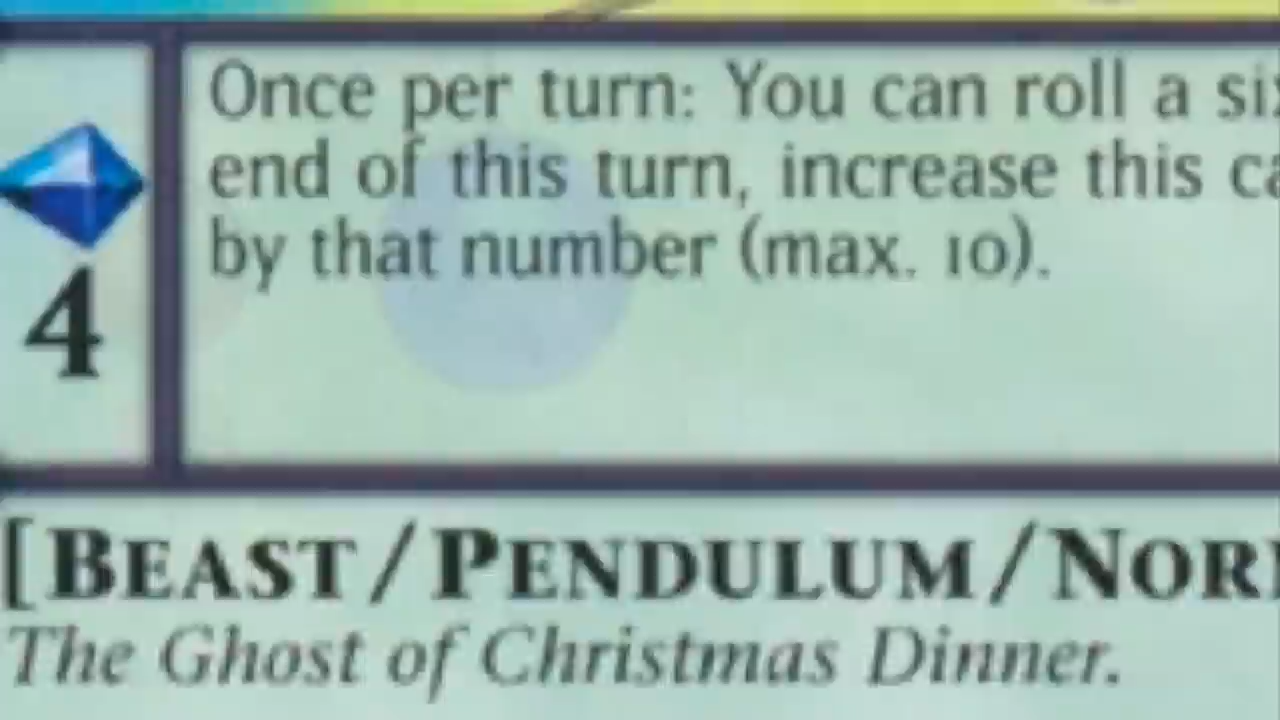 Once per turn: You can roll a si
end of this turn, increase this ca
by that number (max. 10).
4
[BEAST/PENDULUM/NOR
The Ghost of Christmas Dinner.